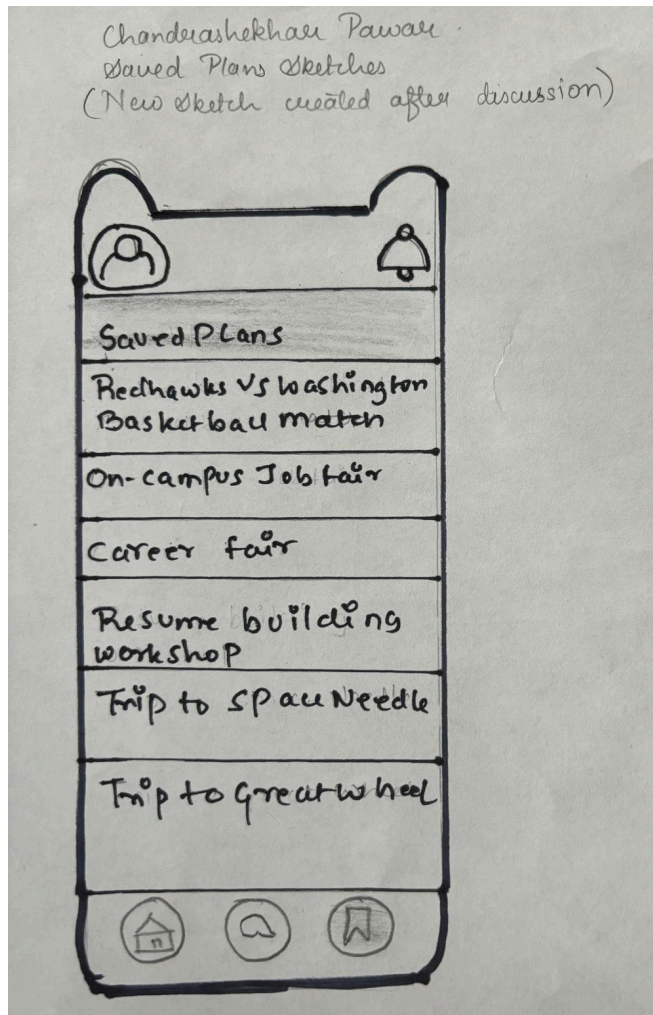 Chandrashekhar Pawar.
Saved Plans Sketches
(New Sketch created after discussion)
Saved Plans
Redhawks vs Washington
Basketball match
On-campus Job fair
Career fair
Resume building
workshop
Trip to Space Needle
Trip to Great wheel